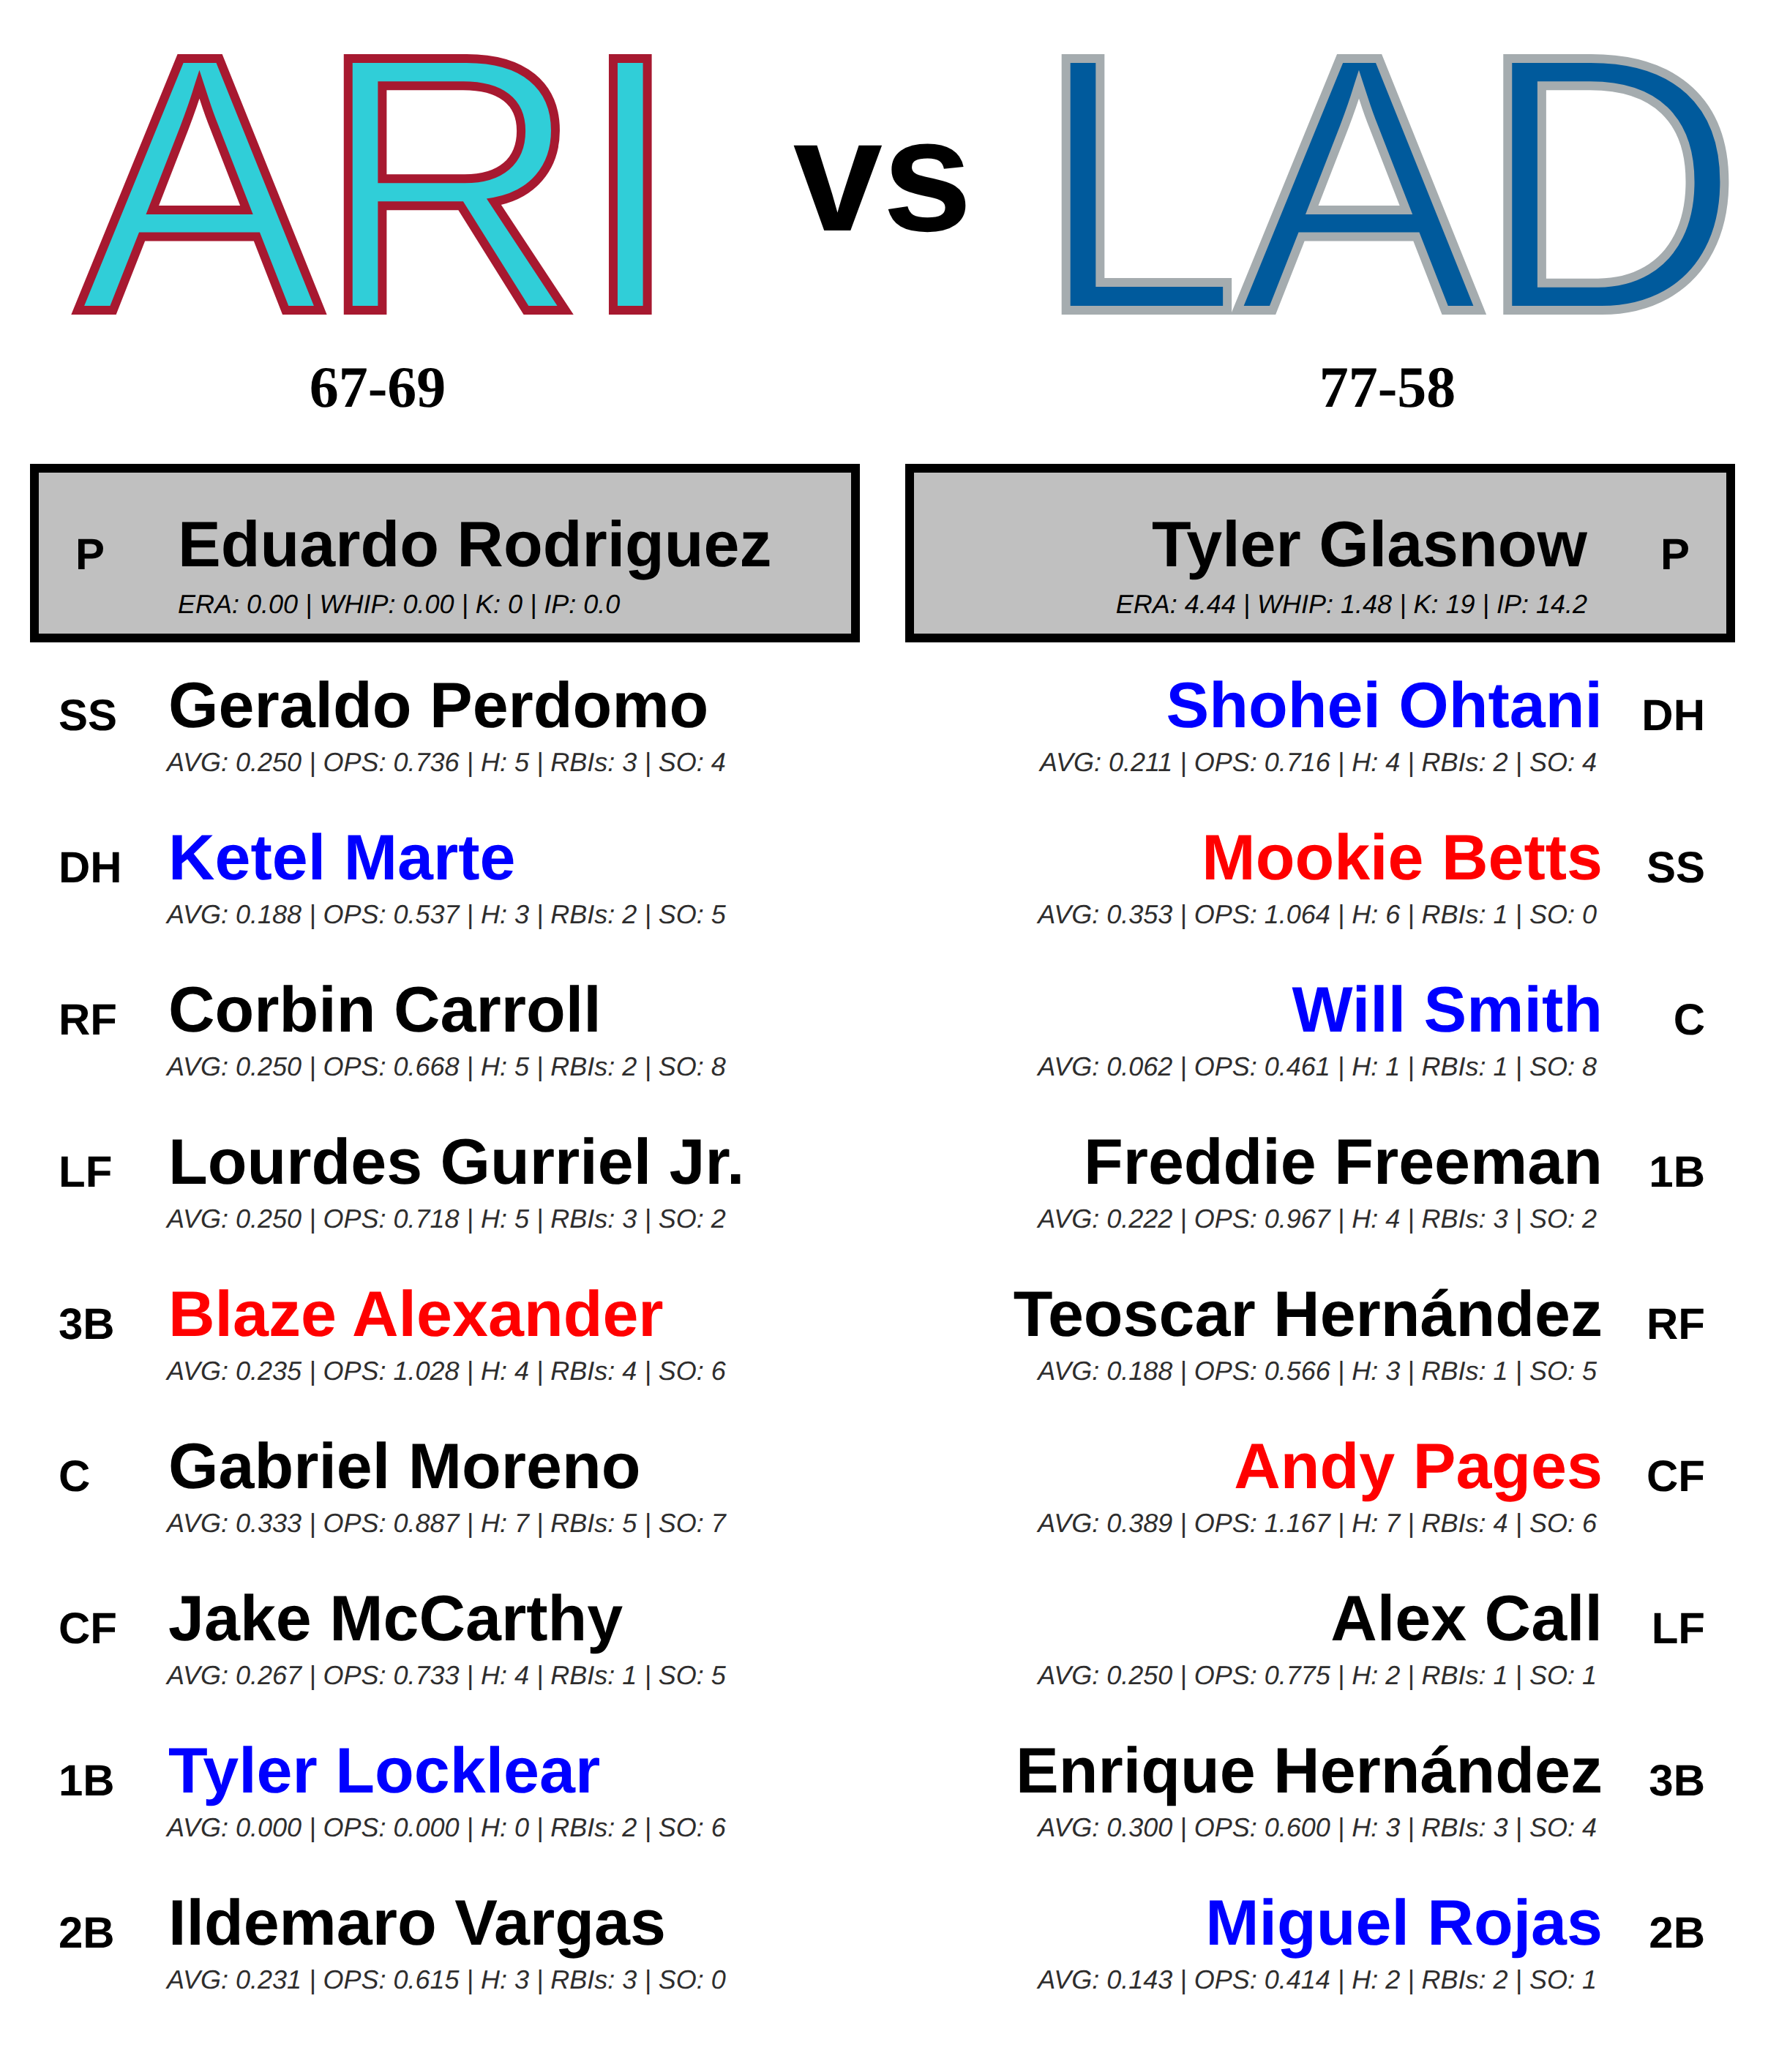 ARI vs LAD
67-69 77-58
P Eduardo Rodriguez
ERA: 0.00 | WHIP: 0.00 | K: 0 | IP: 0.0
Tyler Glasnow P
ERA: 4.44 | WHIP: 1.48 | K: 19 | IP: 14.2
SS Geraldo Perdomo
AVG: 0.250 | OPS: 0.736 | H: 5 | RBIs: 3 | SO: 4
DH Ketel Marte
AVG: 0.188 | OPS: 0.537 | H: 3 | RBIs: 2 | SO: 5
RF Corbin Carroll
AVG: 0.250 | OPS: 0.668 | H: 5 | RBIs: 2 | SO: 8
LF Lourdes Gurriel Jr.
AVG: 0.250 | OPS: 0.718 | H: 5 | RBIs: 3 | SO: 2
3B Blaze Alexander
AVG: 0.235 | OPS: 1.028 | H: 4 | RBIs: 4 | SO: 6
C Gabriel Moreno
AVG: 0.333 | OPS: 0.887 | H: 7 | RBIs: 5 | SO: 7
CF Jake McCarthy
AVG: 0.267 | OPS: 0.733 | H: 4 | RBIs: 1 | SO: 5
1B Tyler Locklear
AVG: 0.000 | OPS: 0.000 | H: 0 | RBIs: 2 | SO: 6
2B Ildemaro Vargas
AVG: 0.231 | OPS: 0.615 | H: 3 | RBIs: 3 | SO: 0
Shohei Ohtani DH
AVG: 0.211 | OPS: 0.716 | H: 4 | RBIs: 2 | SO: 4
Mookie Betts SS
AVG: 0.353 | OPS: 1.064 | H: 6 | RBIs: 1 | SO: 0
Will Smith C
AVG: 0.062 | OPS: 0.461 | H: 1 | RBIs: 1 | SO: 8
Freddie Freeman 1B
AVG: 0.222 | OPS: 0.967 | H: 4 | RBIs: 3 | SO: 2
Teoscar Hernández RF
AVG: 0.188 | OPS: 0.566 | H: 3 | RBIs: 1 | SO: 5
Andy Pages CF
AVG: 0.389 | OPS: 1.167 | H: 7 | RBIs: 4 | SO: 6
Alex Call LF
AVG: 0.250 | OPS: 0.775 | H: 2 | RBIs: 1 | SO: 1
Enrique Hernández 3B
AVG: 0.300 | OPS: 0.600 | H: 3 | RBIs: 3 | SO: 4
Miguel Rojas 2B
AVG: 0.143 | OPS: 0.414 | H: 2 | RBIs: 2 | SO: 1